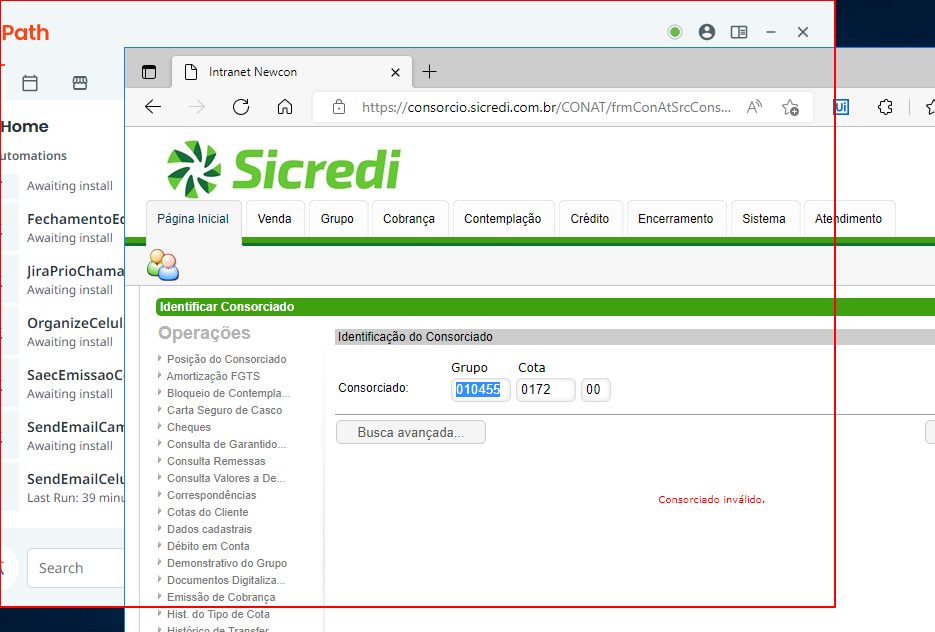 Path
Home
utomations
Awaiting install
FechamentoEc
Awaiting install
JiraPrioChama
Awaiting install
OrganizeCelul
Awaiting install
SaecEmissaoC
Awaiting install
SendEmailCam
Awaiting install
SendEmailCelu
Last Run: 39 minu
Search
Intranet Newcon
https://consorcio.sicredi.com.br/CONAT/frmConAtSrcCons...
Ui
Sicredi
Página Inicial
Venda
Grupo
Cobrança
Contemplação
Crédito
Encerramento
Sistema
Atendimento
Identificar Consorciado
Operações
Posição do Consorciado
Amortização FGTS
Bloqueio de Contempla...
Carta Seguro de Casco
Cheques
Consulta de Garantido...
Consulta Remessas
Consulta Valores a De...
Correspondências
Cotas do Cliente
Dados cadastrais
Débito em Conta
Demonstrativo do Grupo
Documentos Digitaliza...
Emissão de Cobrança
Hist. do Tipo de Cota
Histórico de Transfer...
Identificação do Consorciado
Grupo Cota
Consorciado: 010455 0172 00
Busca avançada...
Consorciado inválido.